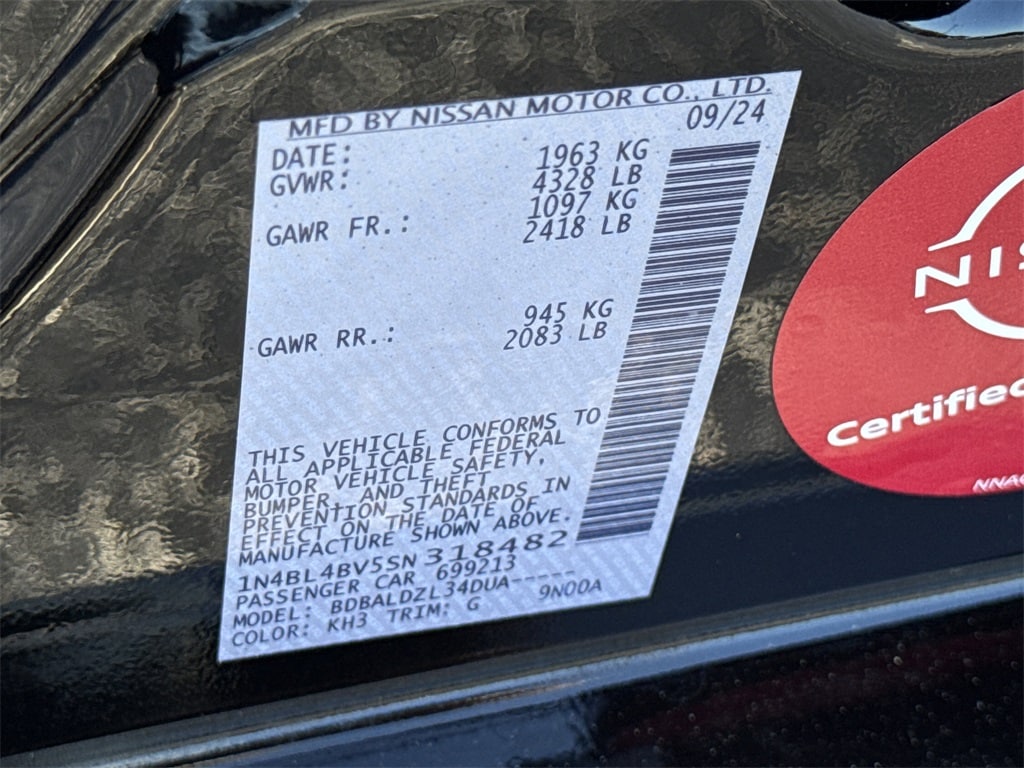 MFD BY NISSAN MOTOR CO., LTD.
DATE: 09/24
GVWR: 1963 KG
4328 LB
GAWR FR.: 1097 KG
2418 LB
GAWR RR.: 945 KG
2083 LB
THIS VEHICLE CONFORMS TO
ALL APPLICABLE FEDERAL
MOTOR VEHICLE SAFETY,
BUMPER, AND THEFT
PREVENTION STANDARDS IN
EFFECT ON THE DATE OF
MANUFACTURE SHOWN ABOVE.
1N4BL4BV5SN318482
PASSENGER CAR 699213
MODEL: BDBALDZL34DUA-----
COLOR: KH3 TRIM: G 9N00A
NIS
Certified
NNA